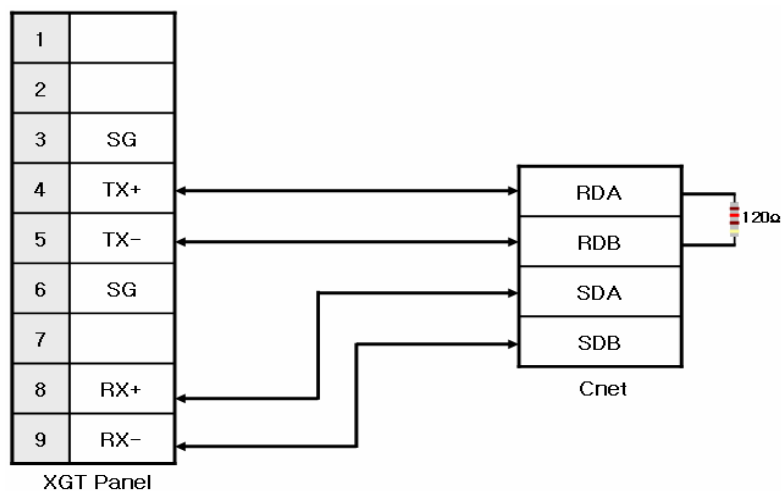 1
2
3 SG
4 TX+
5 TX-
6 SG
7
8 RX+
9 RX-
XGT Panel
RDA
RDB
SDA
SDB
Cnet
120Ω